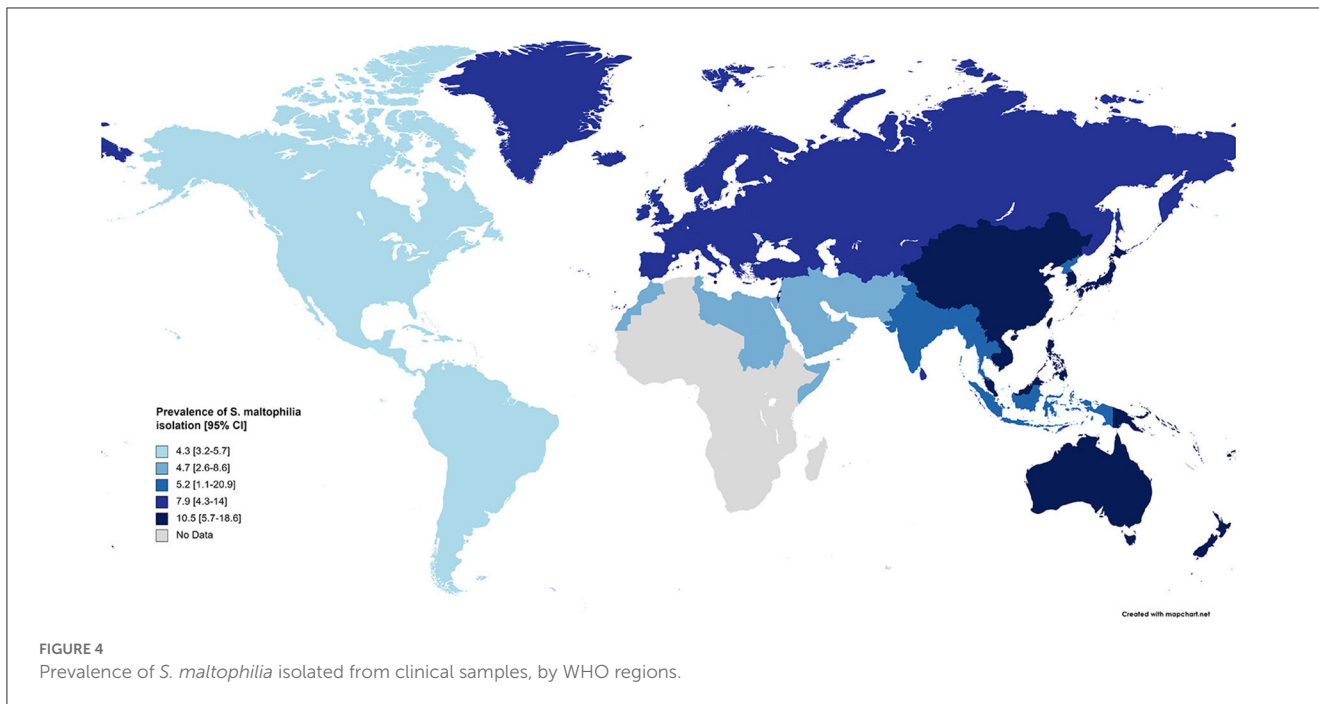 Prevalence of S. maltophilia
isolation [95% CI]
4.3 [3.2-5.7]
4.7 [2.6-8.6]
5.2 [1.1-20.9]
7.9 [4.3-14]
10.5 [5.7-18.6]
No Data
Created with mapchart.net
FIGURE 4
Prevalence of S. maltophilia isolated from clinical samples, by WHO regions.